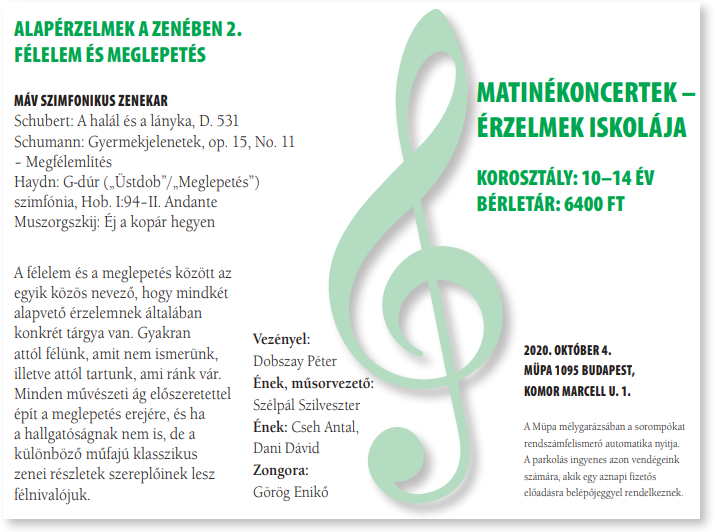 ALAPÉRZELMEK A ZENÉBEN 2.
FÉLELEM ÉS MEGLEPETÉS
MÁV SZIMFONIKUS ZENEKAR
Schubert: A halál és a lányka, D. 531
Schumann: Gyermekjelenetek, op. 15, No. 11
- Megfélemlítés
Haydn: G-dúr („Üstdob”/„Meglepetés”)
szimfónia, Hob. I:94-II. Andante
Muszorgszkij: Éj a kopár hegyen
A félelem és a meglepetés között az
egyik közös nevező, hogy mindkét
alapvető érzelemnek általában
konkrét tárgya van. Gyakran
attól félünk, amit nem ismerünk,
illetve attól tartunk, ami ránk vár.
Minden művészeti ág előszeretettel
épít a meglepetés erejére, és ha
a hallgatóságnak nem is, de a
különböző műfajú klasszikus
zenei részletek szereplőinek lesz
félnivalójuk.
Vezényel:
Dobszay Péter
Ének, műsorvezető:
Szélpál Szilveszter
Ének: Cseh Antal,
Dani Dávid
Zongora:
Görög Enikő
MATINÉKONCERTEK –
ÉRZELMEK ISKOLÁJA
KOROSZTÁLY: 10–14 ÉV
BÉRLETÁR: 6400 FT
2020. OKTÓBER 4.
MÜPA 1095 BUDAPEST,
KOMOR MARCELL U. 1.
A Müpa mélygarázsában a sorompókat
rendszámfelismerő automatika nyitja.
A parkolás ingyenes azon vendégeink
számára, akik egy aznapi fizetős
előadásra belépőjeggyel rendelkeznek.